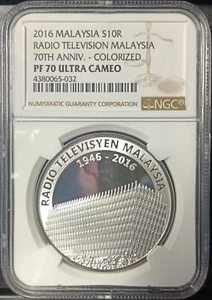 2016 MALAYSIA S10R
RADIO TELEVISION MALAYSIA
70TH ANNIV. - COLORIZED
PF 70 ULTRA CAMEO
4380065-032
NUMISMATIC GUARANTY CORPORATION
NGC
RADIO TELEVISYEN MALAYSIA
1946 - 2016